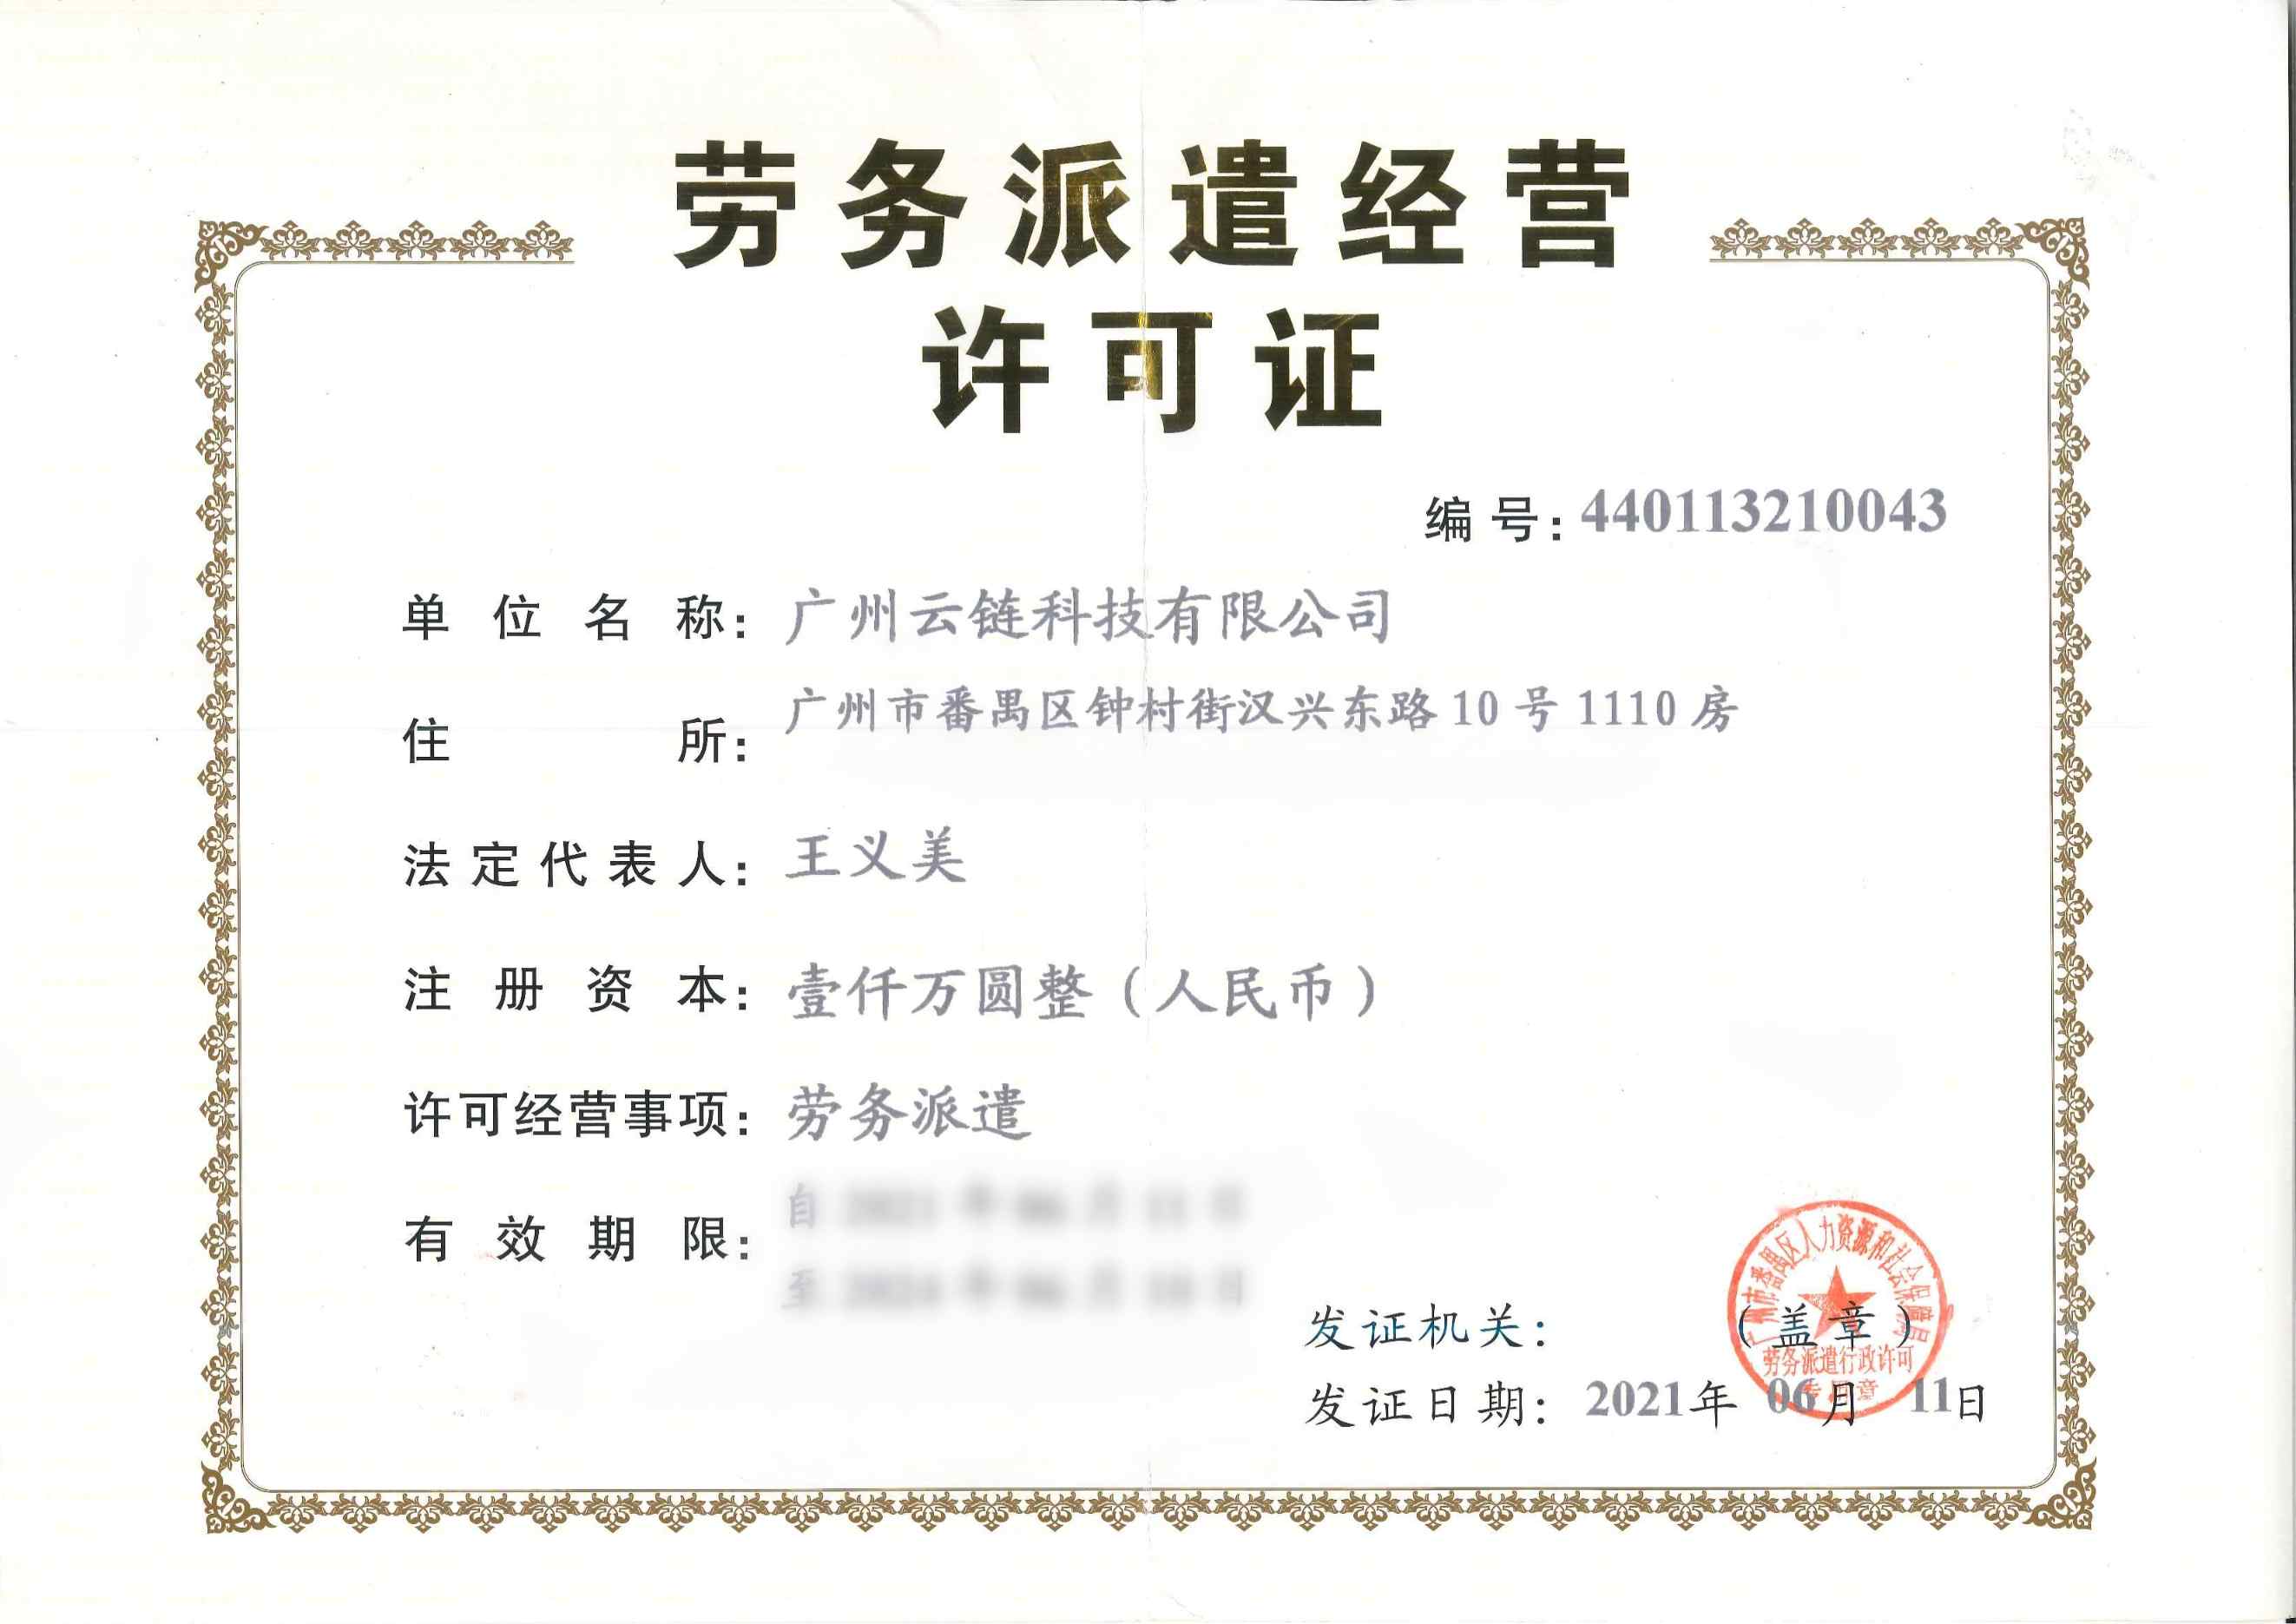 劳务派遣经营
许可证
编号：440113210043
单位名称：广州云链科技有限公司
住所：广州市番禺区钟村街汉兴东路10号1110房
法定代表人：王义美
注册资本：壹仟万圆整（人民币）
许可经营事项：劳务派遣
有效期限：自
至
广州市番禺区人力资源和社会保障局
劳务派遣行政许可
专用章
发证机关：（盖章）
发证日期：2021年06月11日